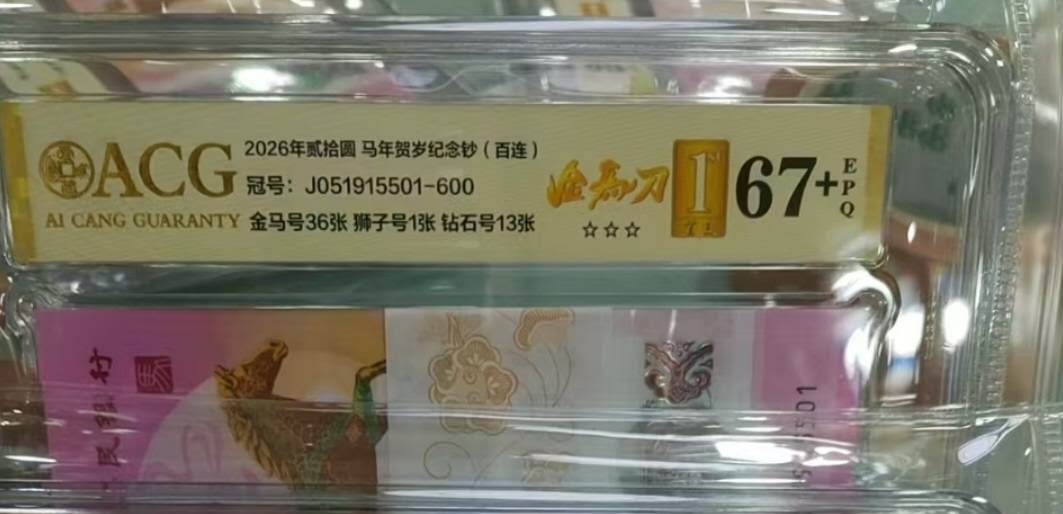 ACG
AI CANG GUARANTY
2026年贰拾圆 马年贺岁纪念钞（百连）
冠号：J051915501-600
金马号36张 狮子号1张 钻石号13张
金马刀
☆☆☆
1
67+
EPQ
马
5501